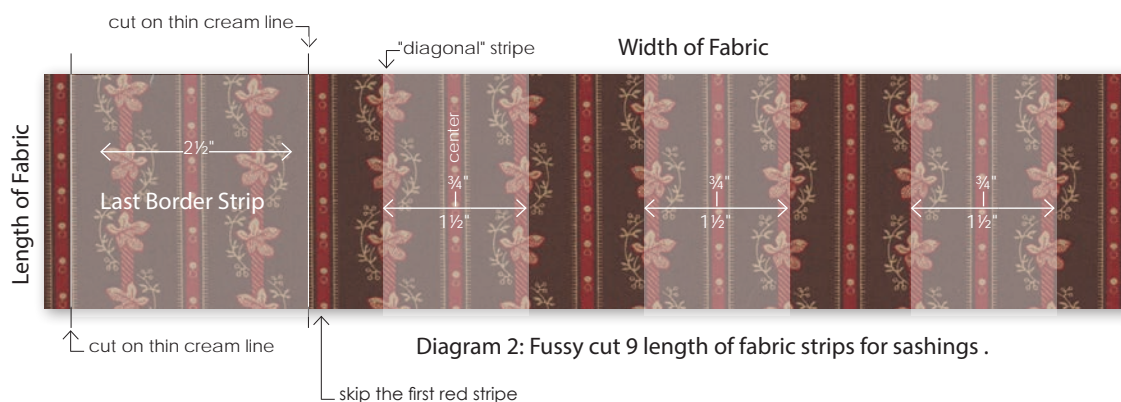 cut on thin cream line
"diagonal" stripe
Width of Fabric
Length of Fabric
2½"
Last Border Strip
center
¾"
1½"
¾"
1½"
¾"
1½"
cut on thin cream line
Diagram 2: Fussy cut 9 length of fabric strips for sashings .
skip the first red stripe